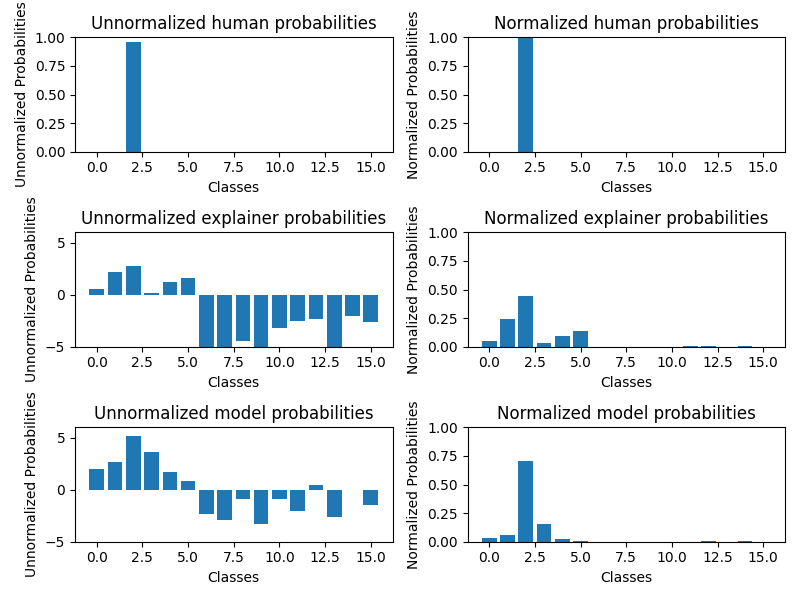 Unnormalized human probabilities
Unnormalized Probabilities
1.00
0.75
0.50
0.25
0.00
0.0 2.5 5.0 7.5 10.0 12.5 15.0
Classes
Normalized human probabilities
Normalized Probabilities
1.00
0.75
0.50
0.25
0.00
0.0 2.5 5.0 7.5 10.0 12.5 15.0
Classes
Unnormalized explainer probabilities
Unnormalized Probabilities
5
0
−5
0.0 2.5 5.0 7.5 10.0 12.5 15.0
Classes
Normalized explainer probabilities
Normalized Probabilities
1.00
0.75
0.50
0.25
0.00
0.0 2.5 5.0 7.5 10.0 12.5 15.0
Classes
Unnormalized model probabilities
Unnormalized Probabilities
5
0
−5
0.0 2.5 5.0 7.5 10.0 12.5 15.0
Classes
Normalized model probabilities
Normalized Probabilities
1.00
0.75
0.50
0.25
0.00
0.0 2.5 5.0 7.5 10.0 12.5 15.0
Classes